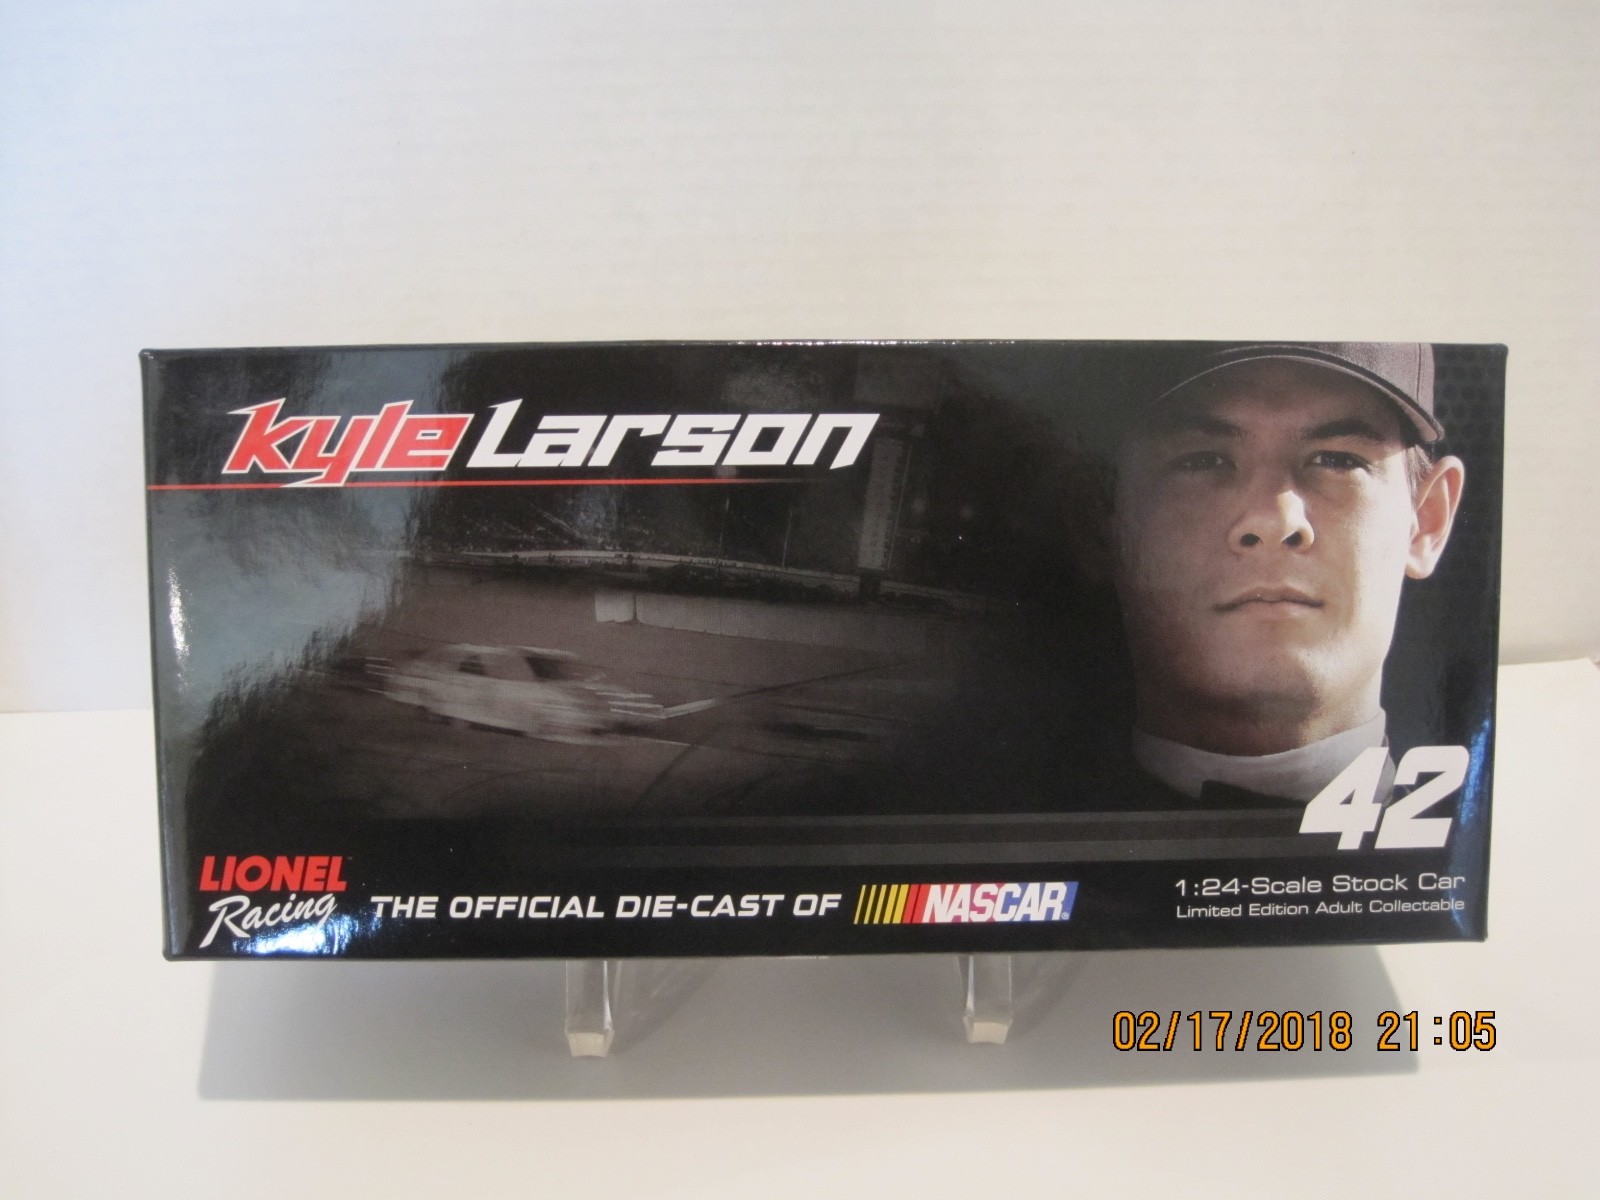 Kyle Larson
42
LIONEL
Racing
THE OFFICIAL DIE-CAST OF NASCAR
1:24-Scale Stock Car
Limited Edition Adult Collectable
02/17/2018 21:05